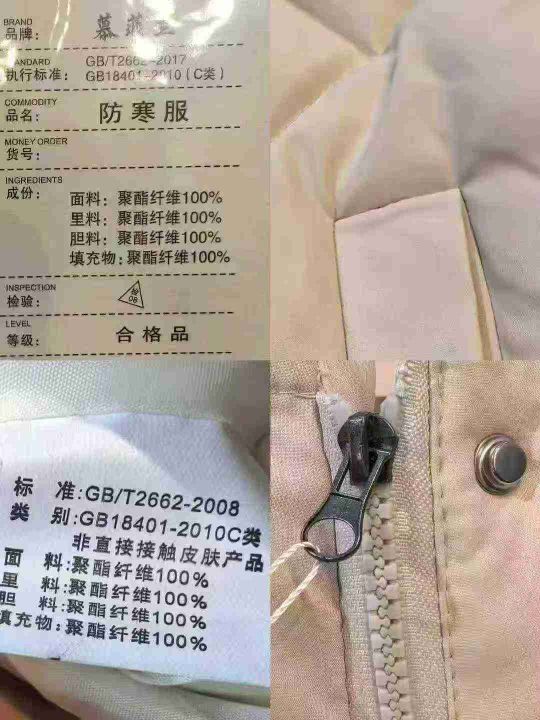 BRAND
品牌：
STANDARD GB/T2662-2017
执行标准： GB18401-2010（C类）
COMMODITY
品名： 防寒服
MONEY ORDER
货号：
INGREDIENTS
成份：
面料：聚酯纤维100%
里料：聚酯纤维100%
胆料：聚酯纤维100%
填充物：聚酯纤维100%
INSPECTION
检验： 检 08
LEVEL
等级： 合格品
标 准:GB/T2662-2008
类 别:GB18401-2010C类
非直接接触皮肤产品
面 料:聚酯纤维100%
里 料:聚酯纤维100%
胆 料:聚酯纤维100%
填充物:聚酯纤维100%